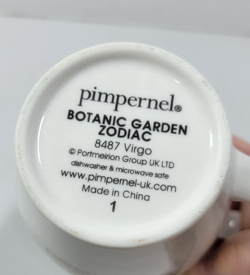 pimpernel®
BOTANIC GARDEN
ZODIAC
8487 Virgo
© Portmeirion Group UK LTD
dishwasher & microwave safe
www.pimpernel-uk.com
Made in China
1